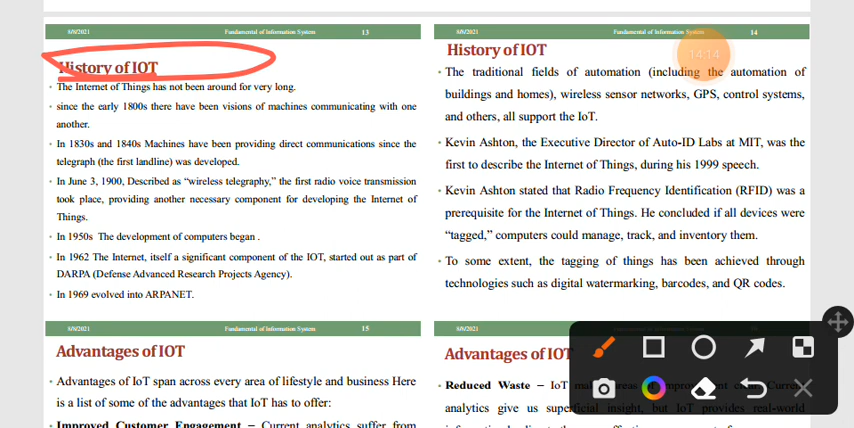 8/9/2021 Fundamental of Information System 13
History of IOT
• The Internet of Things has not been around for very long.
• since the early 1800s there have been visions of machines communicating with one
another.
• In 1830s and 1840s Machines have been providing direct communications since the
telegraph (the first landline) was developed.
• In June 3, 1900, Described as “wireless telegraphy,” the first radio voice transmission
took place, providing another necessary component for developing the Internet of
Things.
• In 1950s The development of computers began .
• In 1962 The Internet, itself a significant component of the IOT, started out as part of
DARPA (Defense Advanced Research Projects Agency).
• In 1969 evolved into ARPANET.
8/9/2021 Fundamental of Information System 14
14:14
History of IOT
• The traditional fields of automation (including the automation of
buildings and homes), wireless sensor networks, GPS, control systems,
and others, all support the IoT.
• Kevin Ashton, the Executive Director of Auto-ID Labs at MIT, was the
first to describe the Internet of Things, during his 1999 speech.
• Kevin Ashton stated that Radio Frequency Identification (RFID) was a
prerequisite for the Internet of Things. He concluded if all devices were
“tagged,” computers could manage, track, and inventory them.
• To some extent, the tagging of things has been achieved through
technologies such as digital watermarking, barcodes, and QR codes.
8/9/2021 Fundamental of Information System 15
Advantages of IOT
• Advantages of IoT span across every area of lifestyle and business Here
is a list of some of the advantages that IoT has to offer:
• Improved Customer Engagement – Current analytics suffer from
8/9/2021
Advantages of IOT
• Reduced Waste – IoT
analytics give us superficial insight, but IoT provides real-world